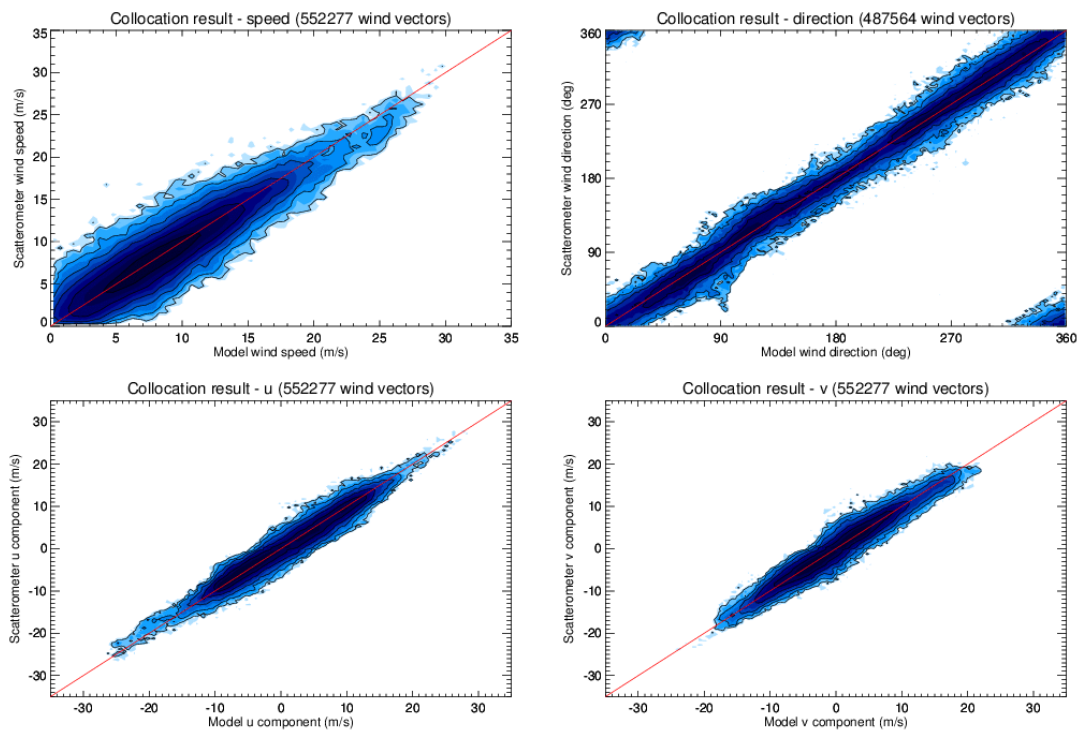 Collocation result - speed (552277 wind vectors)
Scatterometer wind speed (m/s)
35
30
25
20
15
10
5
0
0 5 10 15 20 25 30 35
Model wind speed (m/s)
Collocation result - direction (487564 wind vectors)
Scatterometer wind direction (deg)
360
270
180
90
0
0 90 180 270 360
Model wind direction (deg)
Collocation result - u (552277 wind vectors)
Scatterometer u component (m/s)
30
20
10
0
-10
-20
-30
-30 -20 -10 0 10 20 30
Model u component (m/s)
Collocation result - v (552277 wind vectors)
Scatterometer v component (m/s)
30
20
10
0
-10
-20
-30
-30 -20 -10 0 10 20 30
Model v component (m/s)